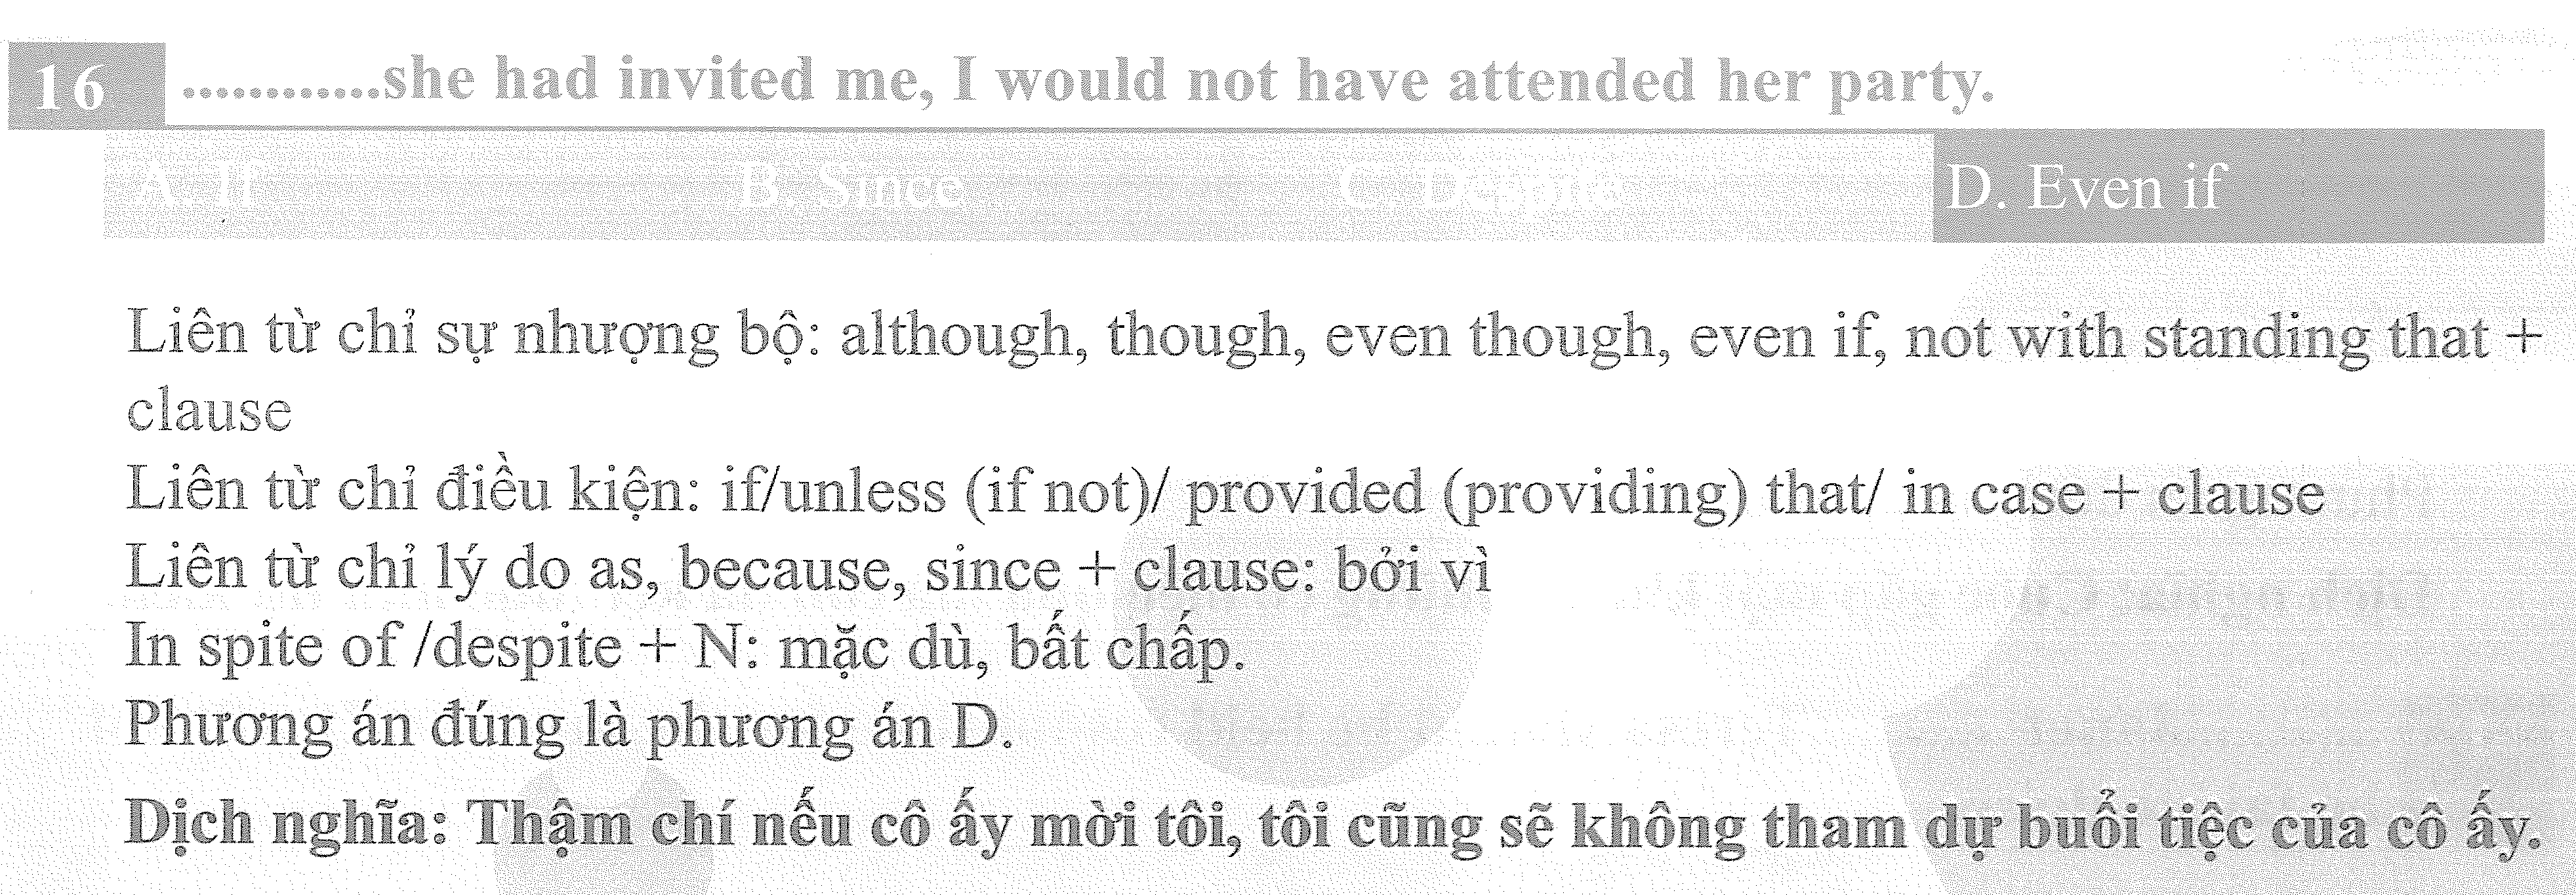 16 ............she had invited me, I would not have attended her party.
A. If B. Since C. Despite D. Even if
Liên từ chỉ sự nhượng bộ: although, though, even though, even if, not with standing that +
clause
Liên từ chỉ điều kiện: if/unless (if not)/ provided (providing) that/ in case + clause
Liên từ chỉ lý do as, because, since + clause: bởi vì
In spite of /despite + N: mặc dù, bất chấp.
Phương án đúng là phương án D.
Dịch nghĩa: Thậm chí nếu cô ấy mời tôi, tôi cũng sẽ không tham dự buổi tiệc của cô ấy.